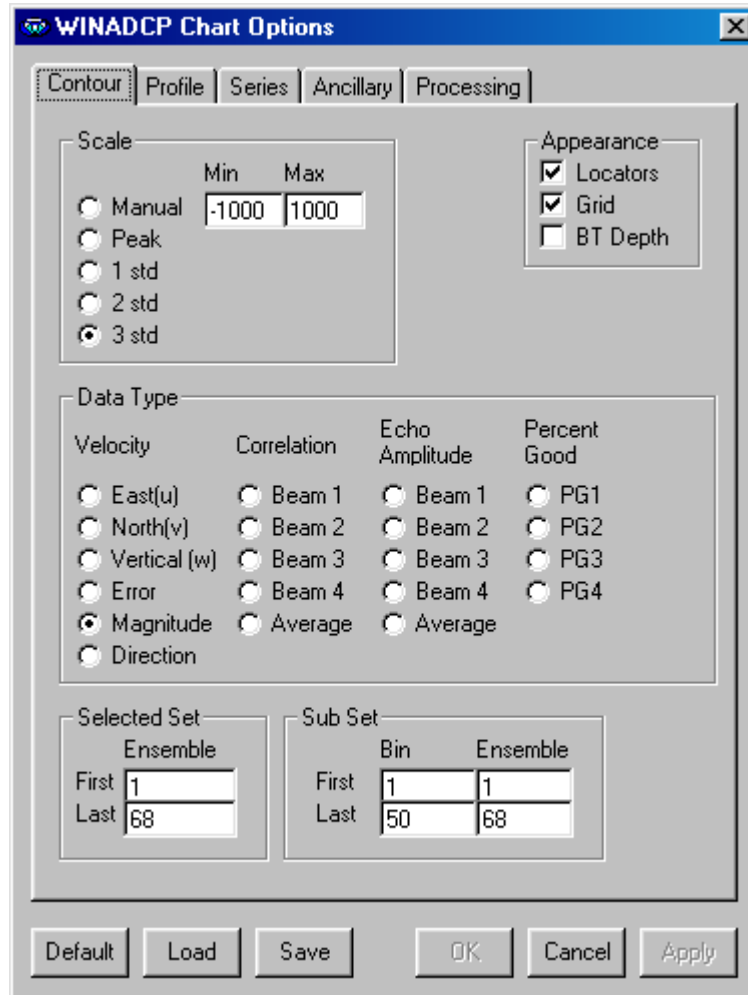 WINADCP Chart Options
Contour Profile Series Ancillary Processing
Scale
Min Max
Manual -1000 1000
Peak
1 std
2 std
3 std
Appearance
Locators
Grid
BT Depth
Data Type
Velocity Correlation Echo Amplitude Percent Good
East(u) Beam 1 Beam 1 PG1
North(v) Beam 2 Beam 2 PG2
Vertical (w) Beam 3 Beam 3 PG3
Error Beam 4 Beam 4 PG4
Magnitude Average Average
Direction
Selected Set
Ensemble
First 1
Last 68
Sub Set
Bin Ensemble
First 1 1
Last 50 68
Default Load Save OK Cancel Apply